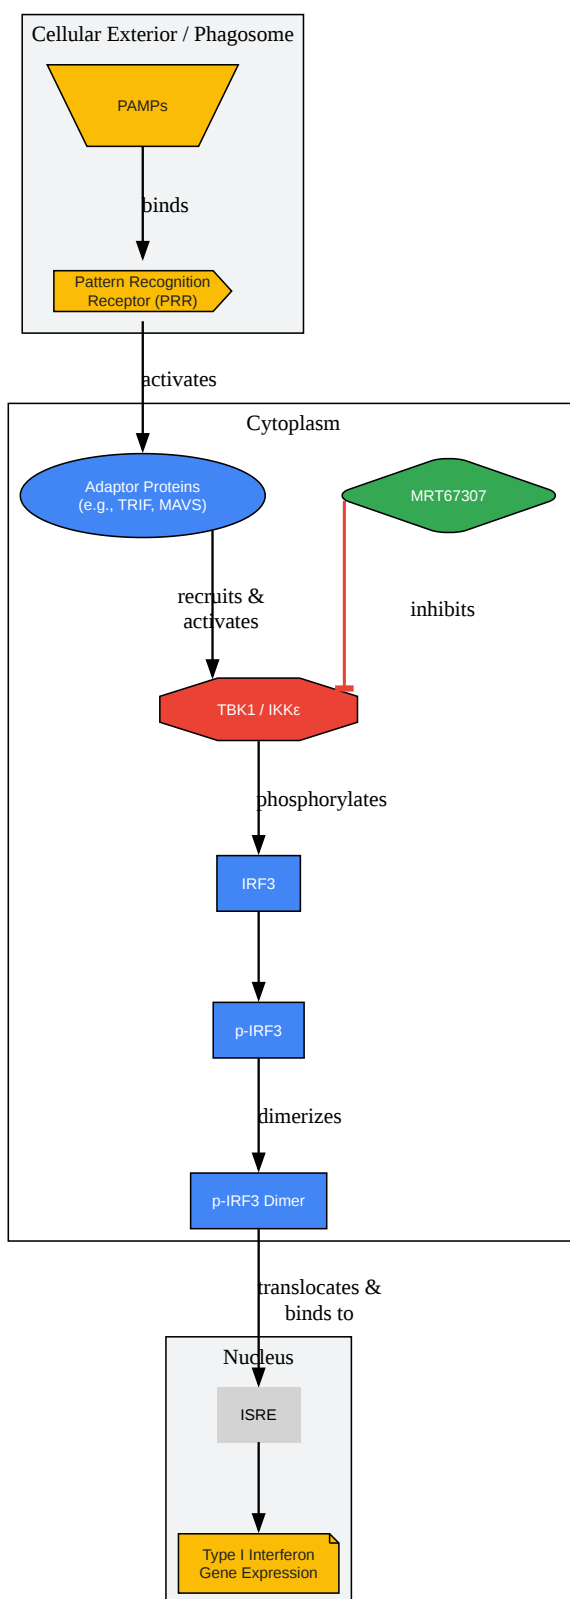 Cellular Exterior / Phagosome
PAMPs
binds
Pattern Recognition
Receptor (PRR)
activates
Cytoplasm
Adaptor Proteins
(e.g., TRIF, MAVS)
MRT67307
recruits &
activates
inhibits
TBK1 / IKKε
phosphorylates
IRF3
p-IRF3
dimerizes
p-IRF3 Dimer
translocates &
binds to
Nucleus
ISRE
Type I Interferon
Gene Expression